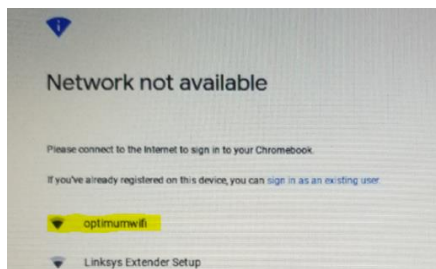 Network not available
Please connect to the Internet to sign in to your Chromebook.
If you've already registered on this device, you can sign in as an existing user.
optimumwifi
Linksys Extender Setup